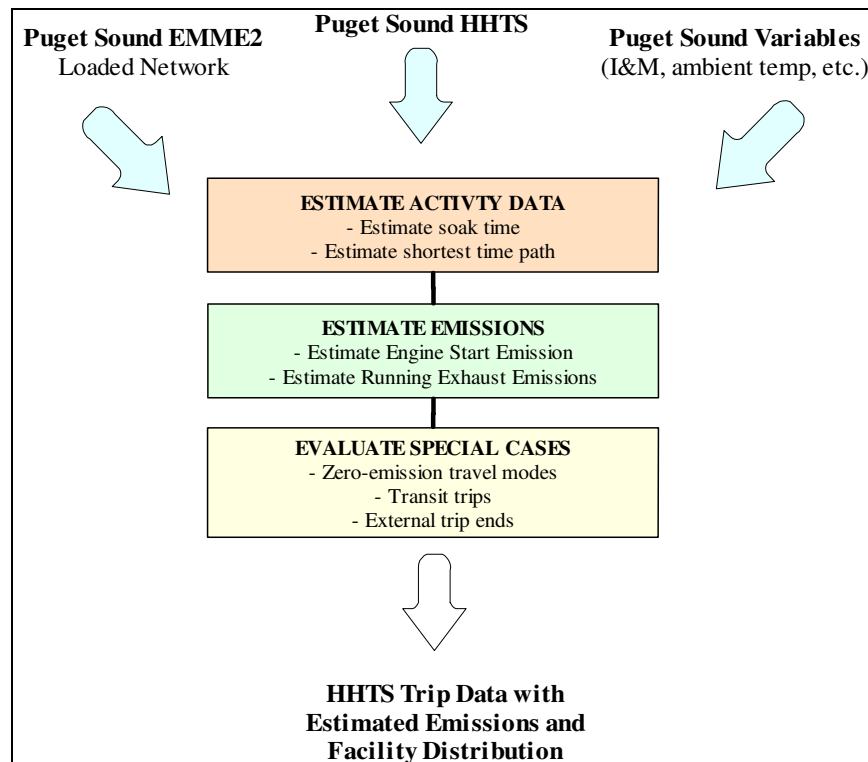 Puget Sound EMME2
Loaded Network
Puget Sound HHTS
Puget Sound Variables
(I&M, ambient temp, etc.)
ESTIMATE ACTIVTY DATA
- Estimate soak time
- Estimate shortest time path
ESTIMATE EMISSIONS
- Estimate Engine Start Emission
- Estimate Running Exhaust Emissions
EVALUATE SPECIAL CASES
- Zero-emission travel modes
- Transit trips
- External trip ends
HHTS Trip Data with
Estimated Emissions and
Facility Distribution